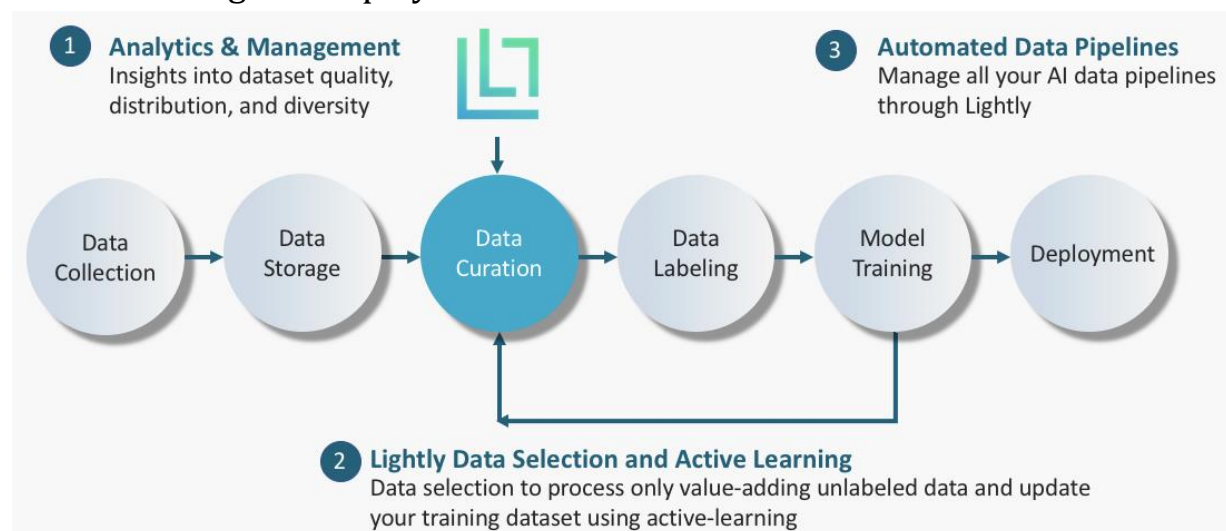 1 Analytics & Management
Insights into dataset quality,
distribution, and diversity
3 Automated Data Pipelines
Manage all your AI data pipelines
through Lightly
Data
Collection
Data
Storage
Data
Curation
Data
Labeling
Model
Training
Deployment
2 Lightly Data Selection and Active Learning
Data selection to process only value-adding unlabeled data and update
your training dataset using active-learning